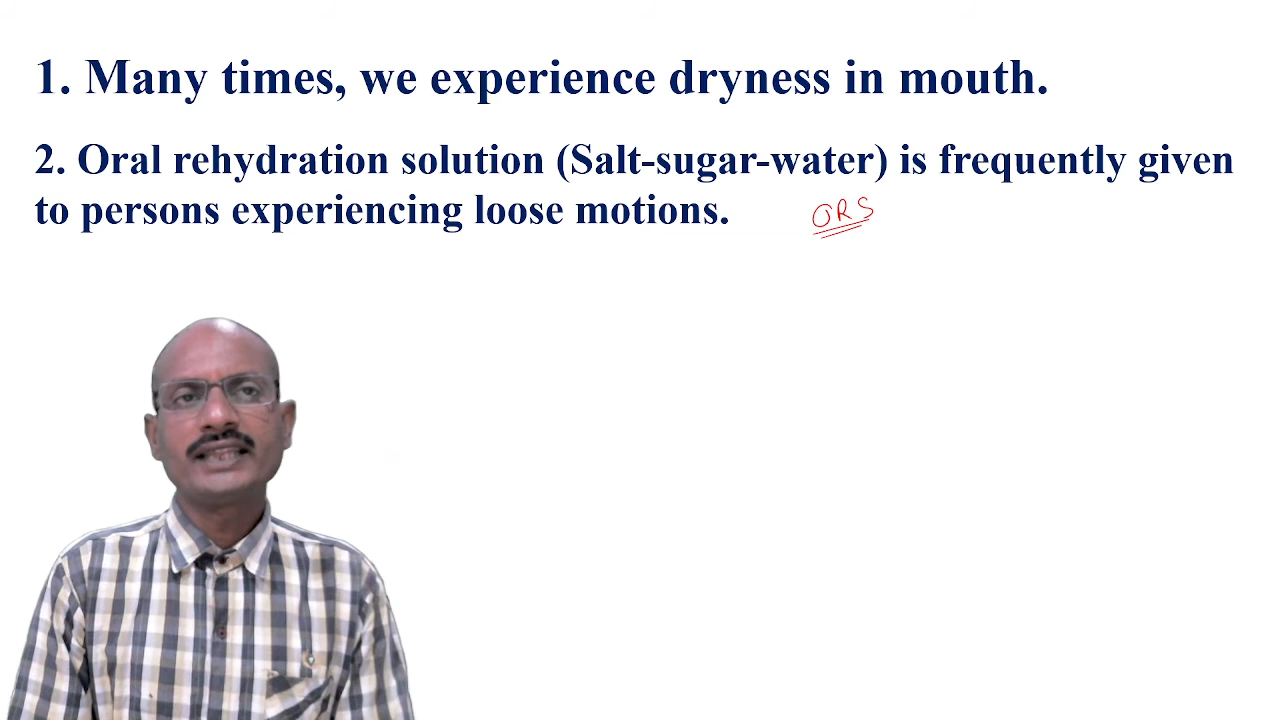 1. Many times, we experience dryness in mouth.
2. Oral rehydration solution (Salt-sugar-water) is frequently given
to persons experiencing loose motions.
ORS